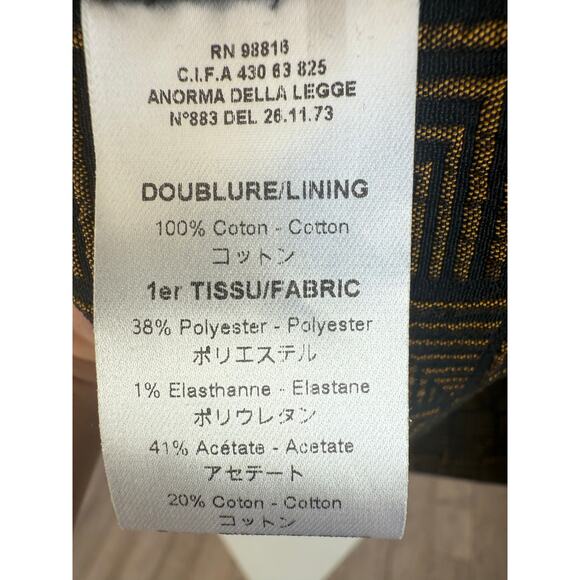 RN 98816
C.I.F.A 430 63 825
ANORMA DELLA LEGGE
N°883 DEL 26.11.73
DOUBLURE/LINING
100% Coton - Cotton
コットン
1er TISSU/FABRIC
38% Polyester - Polyester
ポリエステル
1% Elasthanne - Elastane
ポリウレタン
41% Acétate - Acetate
アセテート
20% Coton - Cotton
コットン